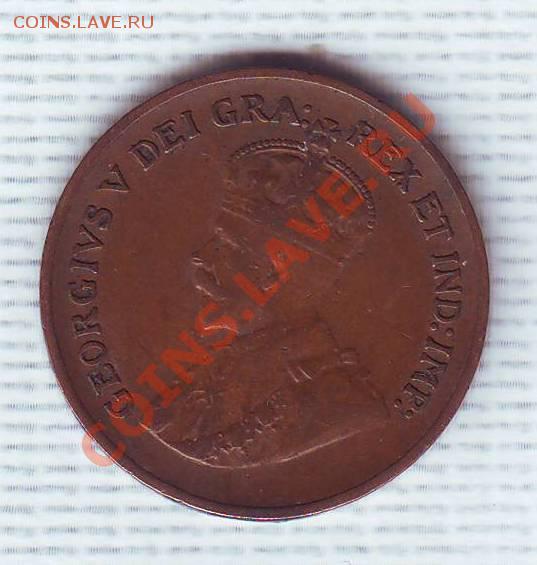 COINS.LAVE.RU
GEORGIVS V DEI GRA: REX ET IND: IMP:
COINS.LAVE.RU